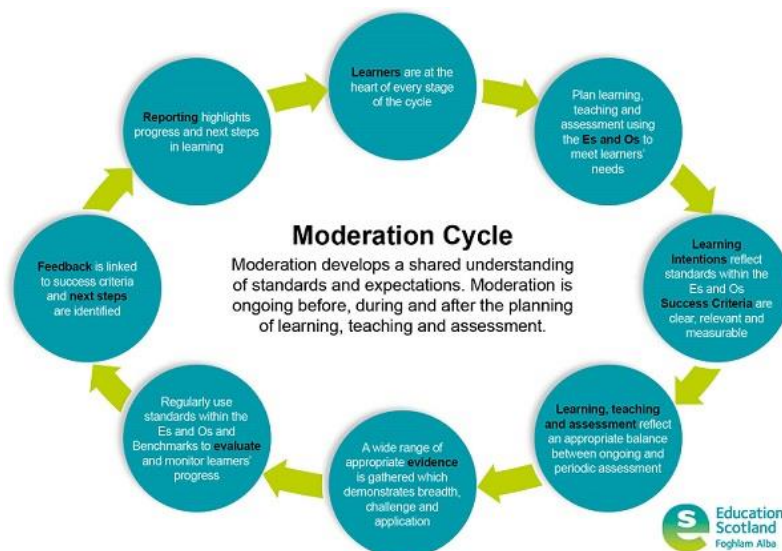 Learners are at the
heart of every stage
of the cycle
Plan learning,
teaching and
assessment using
the Es and Os to
meet learners'
needs
Learning
Intentions reflect
standards within the
Es and Os
Success Criteria are
clear, relevant and
measurable
Learning, teaching
and assessment reflect
an appropriate balance
between ongoing and
periodic assessment
A wide range of
appropriate evidence
is gathered which
demonstrates breadth,
challenge and
application
Regularly use
standards within the
Es and Os and
Benchmarks to evaluate
and monitor learners'
progress
Feedback is linked
to success criteria
and next steps
are identified
Reporting highlights
progress and next steps
in learning
Moderation Cycle
Moderation develops a shared understanding
of standards and expectations. Moderation is
ongoing before, during and after the planning
of learning, teaching and assessment.
Education
Scotland
Foghlam Alba